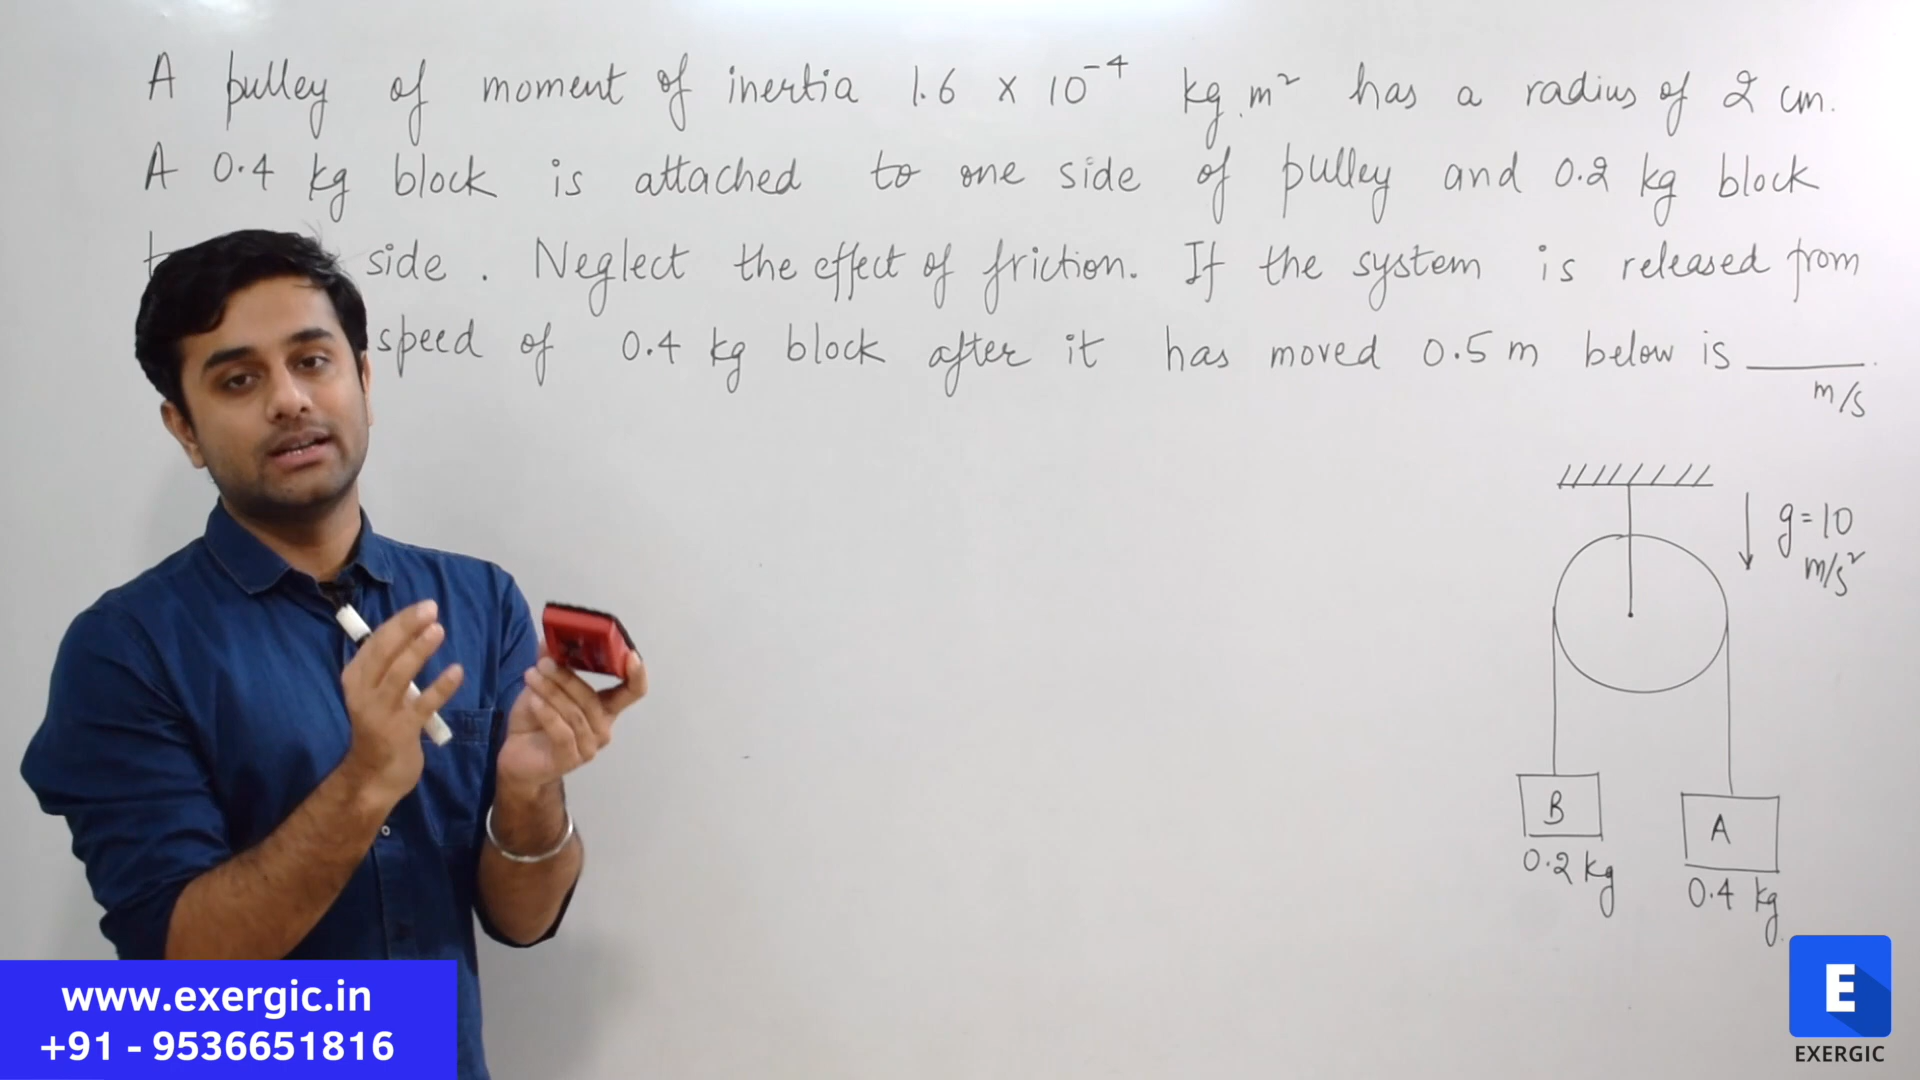 A pulley of moment of inertia 1.6 × 10⁻⁴ kg.m² has a radius of 2 cm.
A 0.4 kg block is attached to one side of pulley and 0.2 kg block
side. Neglect the effect of friction. If the system is released from
speed of 0.4 kg block after it has moved 0.5 m below is ______.
m/s
g=10
m/s²
B
A
0.2 kg
0.4 kg.
www.exergic.in
+91 - 9536651816
E
EXERGIC